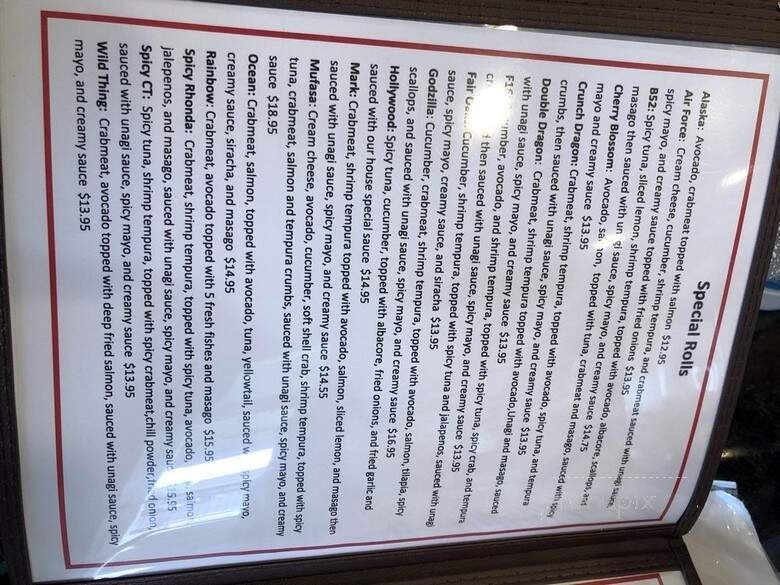 Special Rolls
Alaska: Avocado, crabmeat topped with salmon $12.95
Air Force: Cream cheese, cucumber, shrimp tempura, and crabmeat sauced with unagi sauce,
spicy mayo, and creamy sauce topped with fried onions $13.95
B52: Spicy tuna, sliced lemon, shrimp tempura, topped with avocado, albacore, scallops, and
masago then sauced with unagi sauce, spicy mayo, and creamy sauce $14.75
Cherry Blossom: Avocado, salmon, topped with tuna, crabmeat and masago, sauced with spicy
mayo and creamy sauce $13.95
Crunch Dragon: Crabmeat, shrimp tempura, topped with avocado, spicy tuna, and tempura
crumbs, then sauced with unagi sauce, spicy mayo, and creamy sauce $13.95
Double Dragon: Crabmeat, shrimp tempura topped with avocado,Unagi and masago, sauced
with unagi sauce, spicy mayo, and creamy sauce $13.95
cucumber, avocado, and shrimp tempura, topped with spicy tuna, spicy crab, and tempura
then sauced with unagi sauce, spicy mayo, and creamy sauce $13.95
Fair Cucumber, shrimp tempura, topped with spicy tuna and jalapenos, sauced with unagi
sauce, spicy mayo, creamy sauce, and siracha $13.95
Godzilla: Cucumber, crabmeat, shrimp tempura, topped with avocado, salmon, tilapia, spicy
scallops, and sauced with unagi sauce, spicy mayo, and creamy sauce $16.95
Hollywood: Spicy tuna, cucumber, topped with albacore, fried onions, and fried garlic and
sauced with our house special sauce $14.95
Mark: Crabmeat, shrimp tempura topped with avocado, salmon, sliced lemon, and masago then
sauced with unagi sauce, spicy mayo, and creamy sauce $14.55
Mufasa: Cream cheese, avocado, cucumber, soft shell crab, shrimp tempura, topped with spicy
tuna, crabmeat, salmon and tempura crumbs, sauced with unagi sauce, spicy mayo, and creamy
sauce $18.95
Ocean: Crabmeat, salmon, topped with avocado, tuna, yellowtail, sauced w spicy mayo,
creamy sauce, siracha, and masago $14.95
Rainbow: Crabmeat, avocado topped with 5 fresh fishes and masago $15.95
Spicy Rhonda: Crabmeat, shrimp tempura, topped with spicy tuna, avocado, salmon
jalepenos, and masago, sauced with unagi sauce, spicy mayo, and creamy
Spicy CT: Spicy tuna, shrimp tempura, topped with spicy crabmeat,chili powder,fried onion,
sauced with unagi sauce, spicy mayo, and creamy sauce $13.95
Wild Thing: Crabmeat, avocado topped with deep fried salmon, sauced with unagi sauce, spicy
mayo, and creamy sauce $13.95